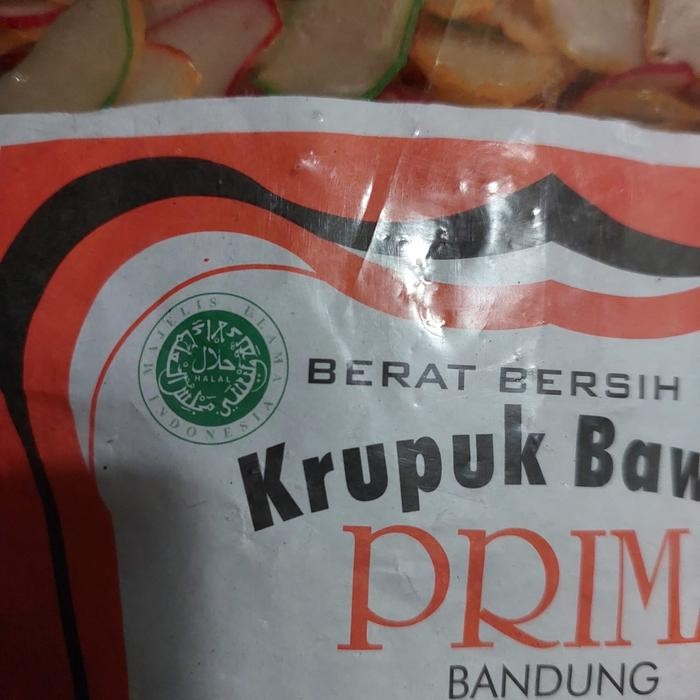 MAJELIS ULAMA
INDONESIA
حلال
HALAL
BERAT BERSIH
Krupuk Baw
PRIM
BANDUNG